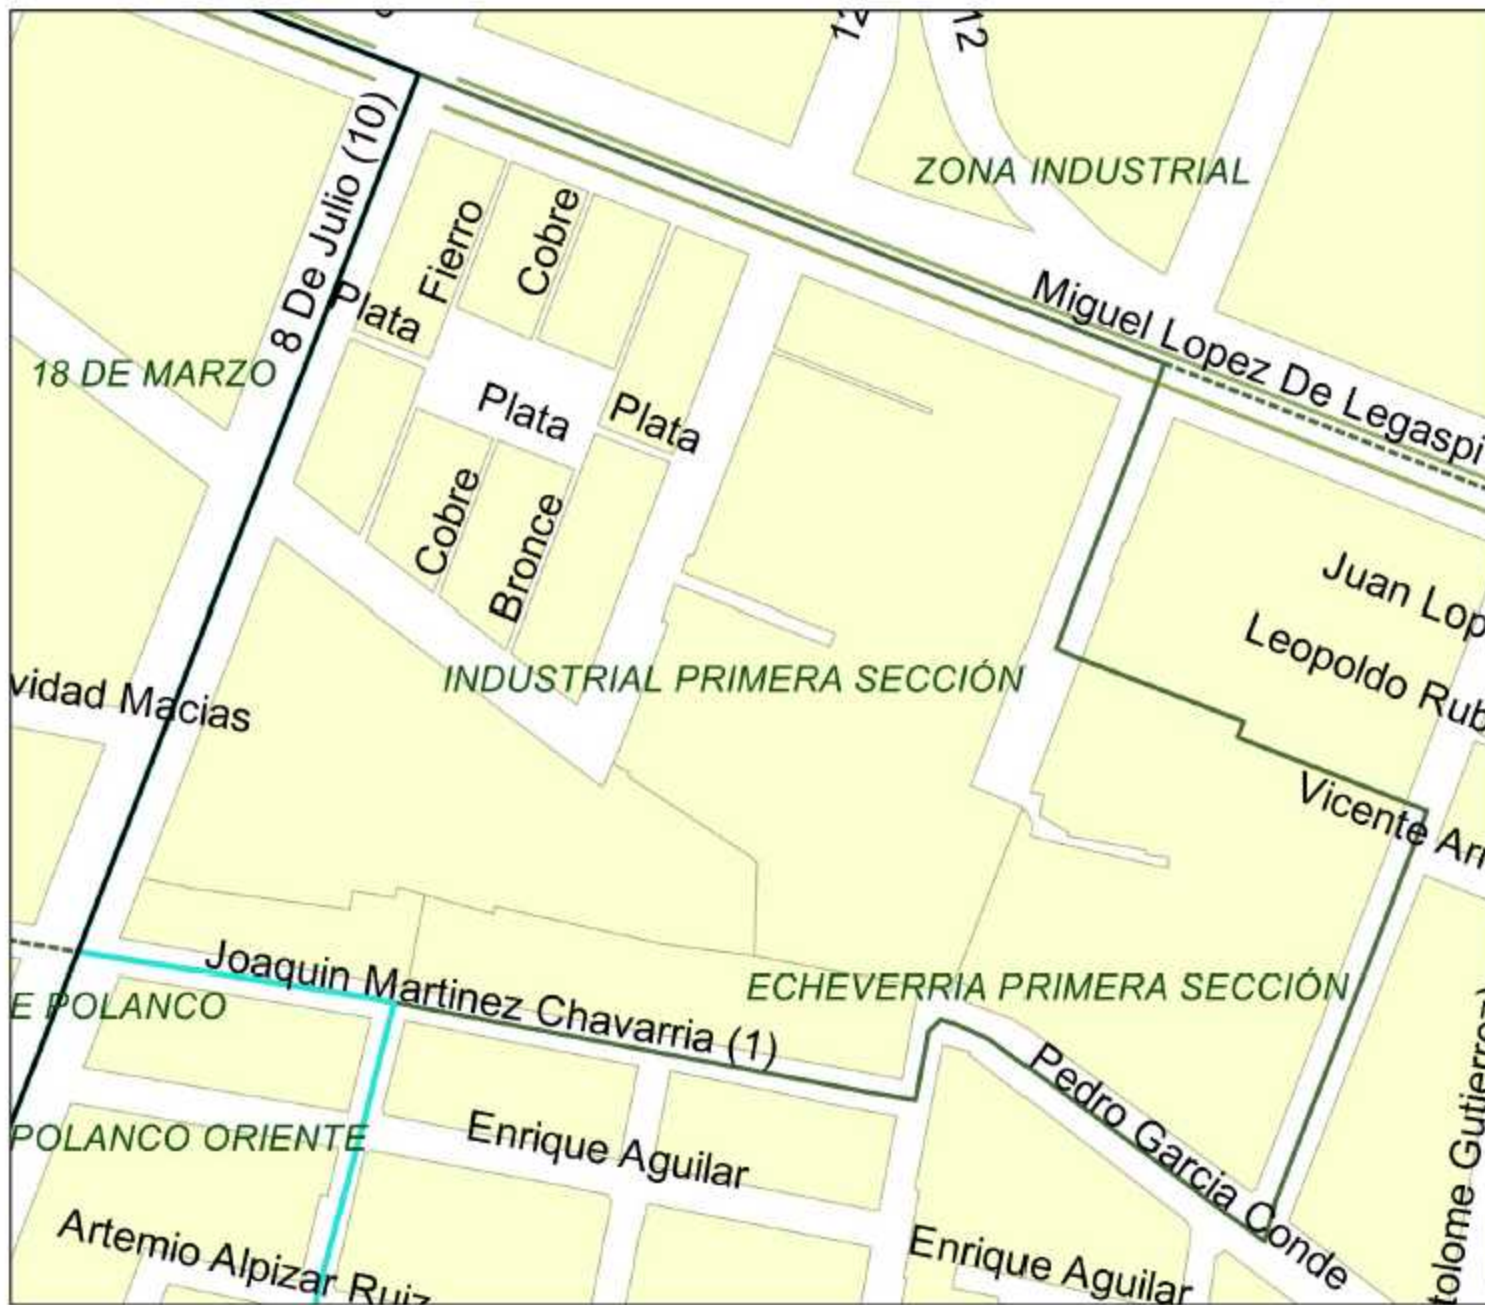 12
12
ZONA INDUSTRIAL
8 De Julio (10)
Fierro
Cobre
Plata
Miguel Lopez De Legaspi
18 DE MARZO
Plata
Plata
Cobre
Bronce
Juan Lop
Leopoldo Rub
INDUSTRIAL PRIMERA SECCIÓN
vidad Macias
Vicente Arr
Joaquin Martinez Chavarria (1)
ECHEVERRIA PRIMERA SECCIÓN
E POLANCO
Pedro Garcia Conde
POLANCO ORIENTE
Enrique Aguilar
tolome Gutierrez
Artemio Alpizar Ruiz
Enrique Aguilar